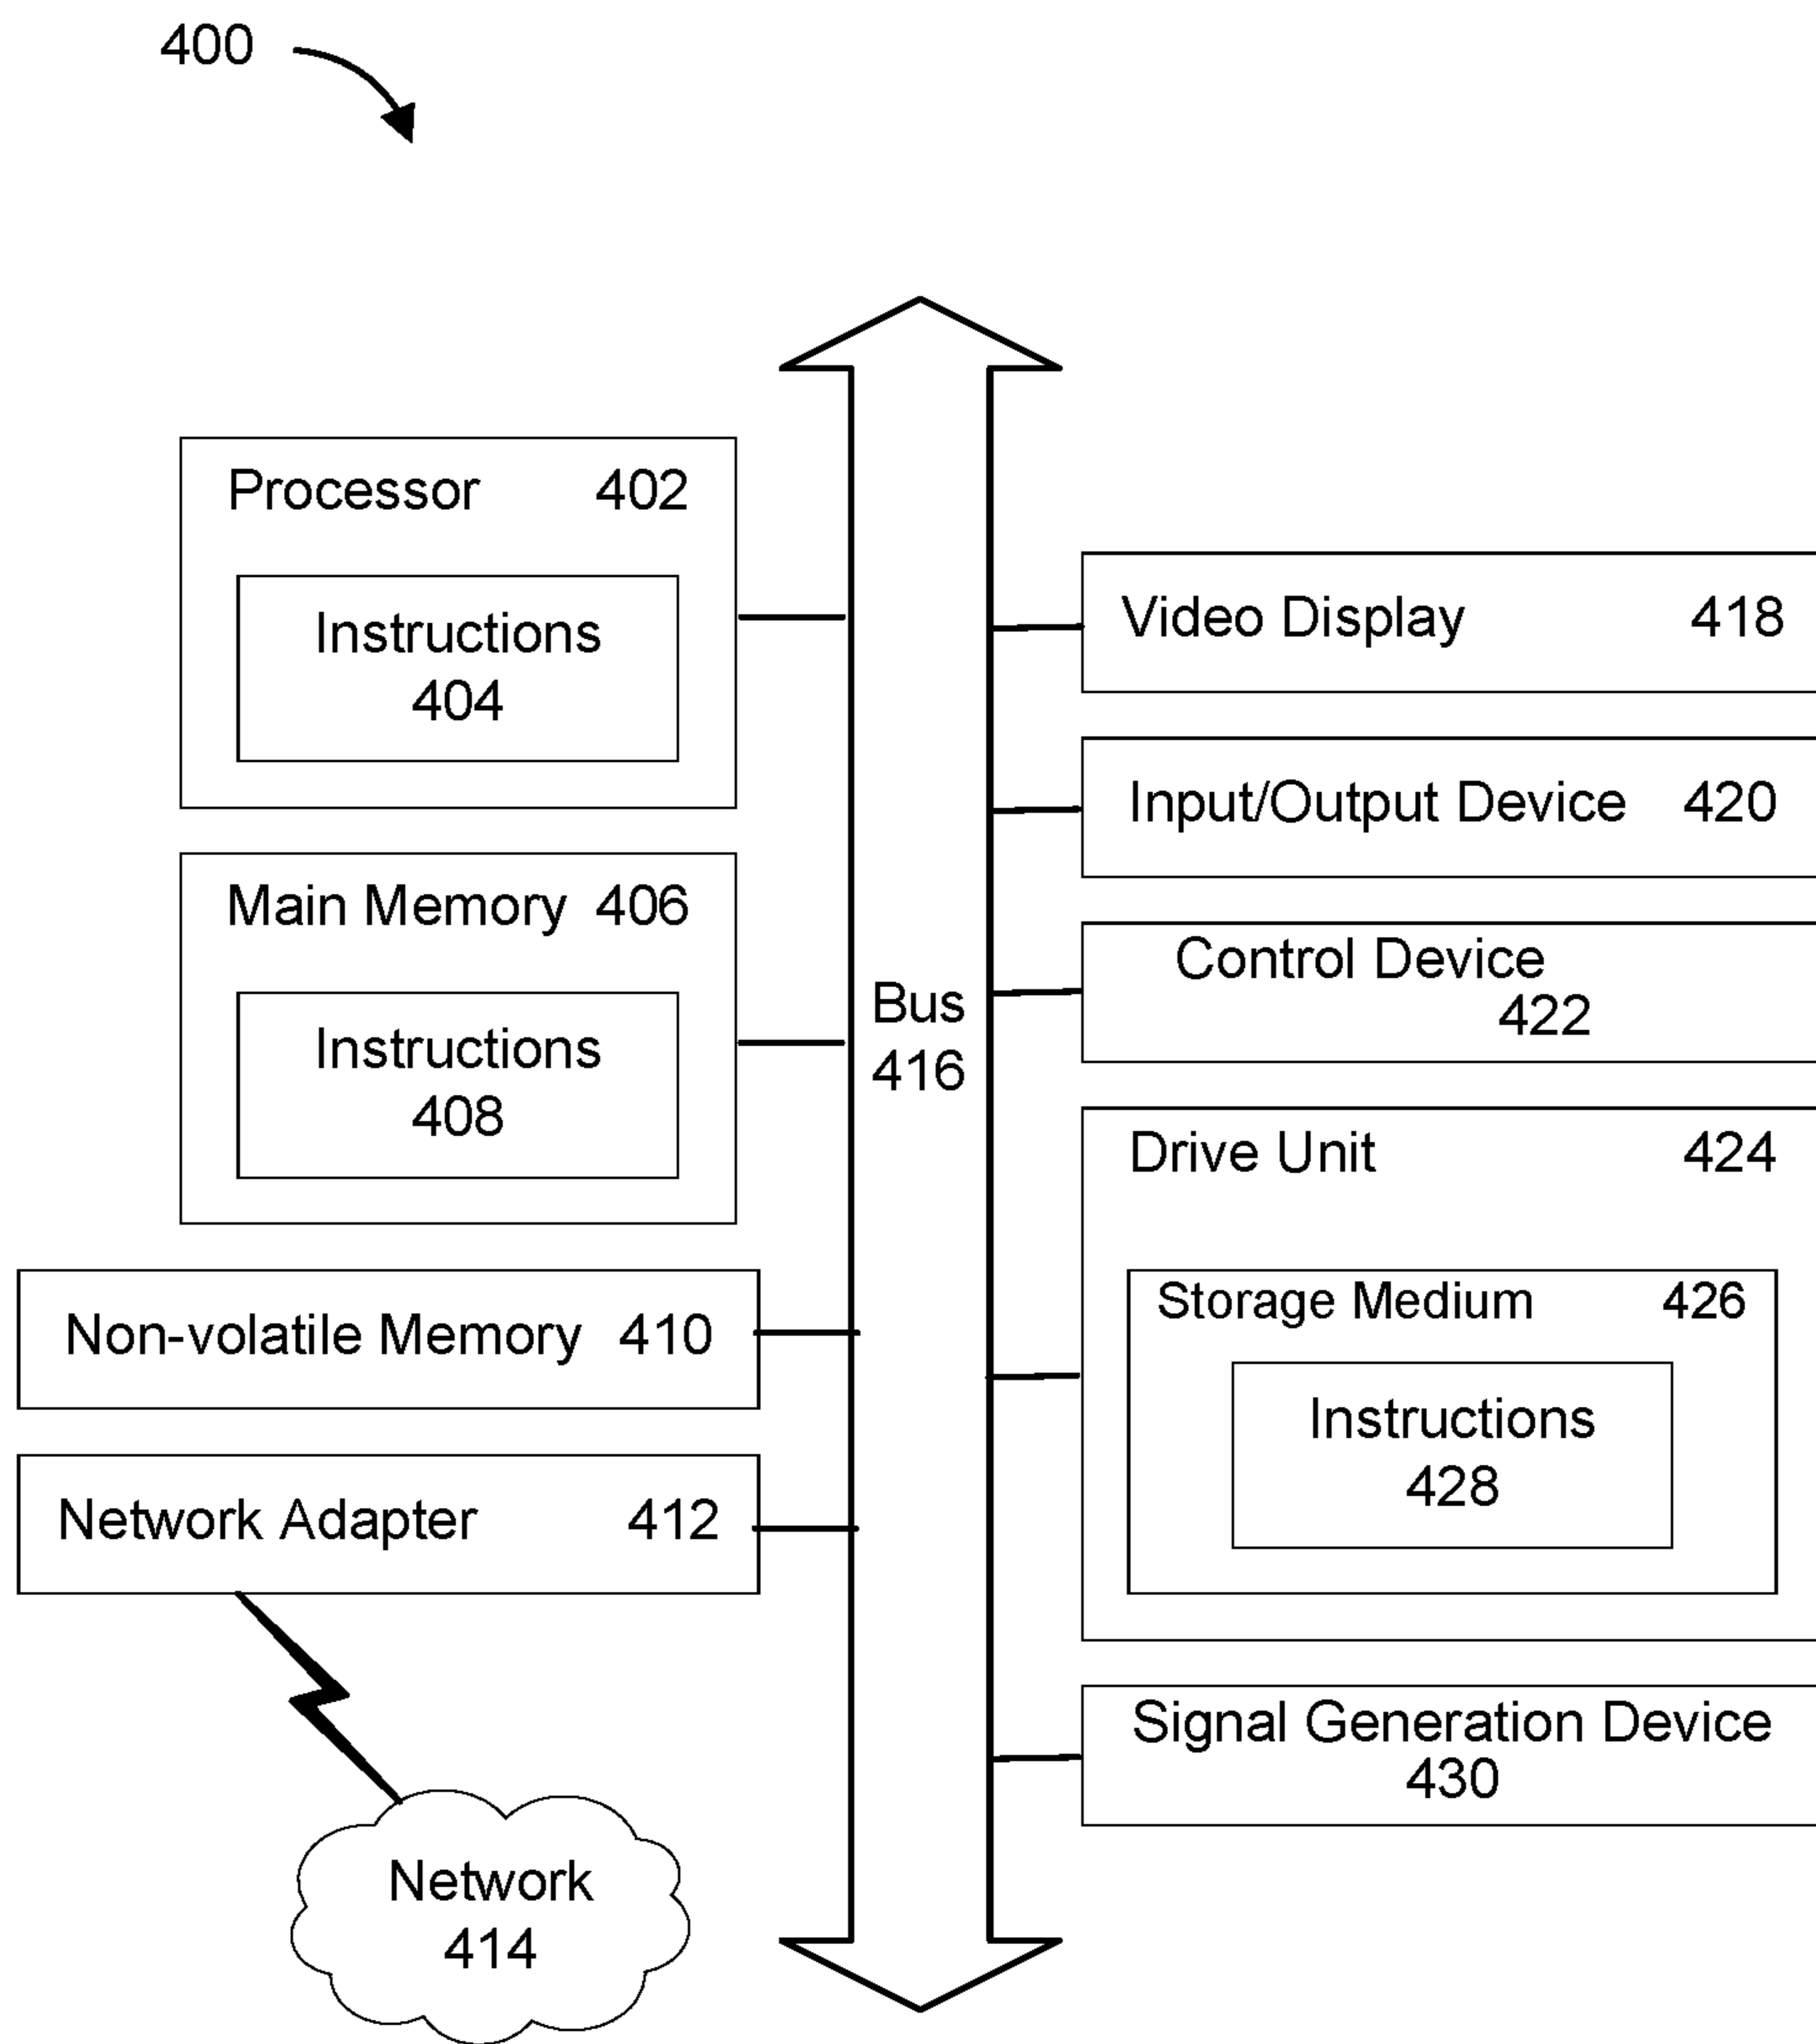 400
Processor 402
Instructions
404
Main Memory 406
Instructions
408
Non-volatile Memory 410
Network Adapter 412
Network
414
Bus
416
Video Display 418
Input/Output Device 420
Control Device
422
Drive Unit 424
Storage Medium 426
Instructions
428
Signal Generation Device
430